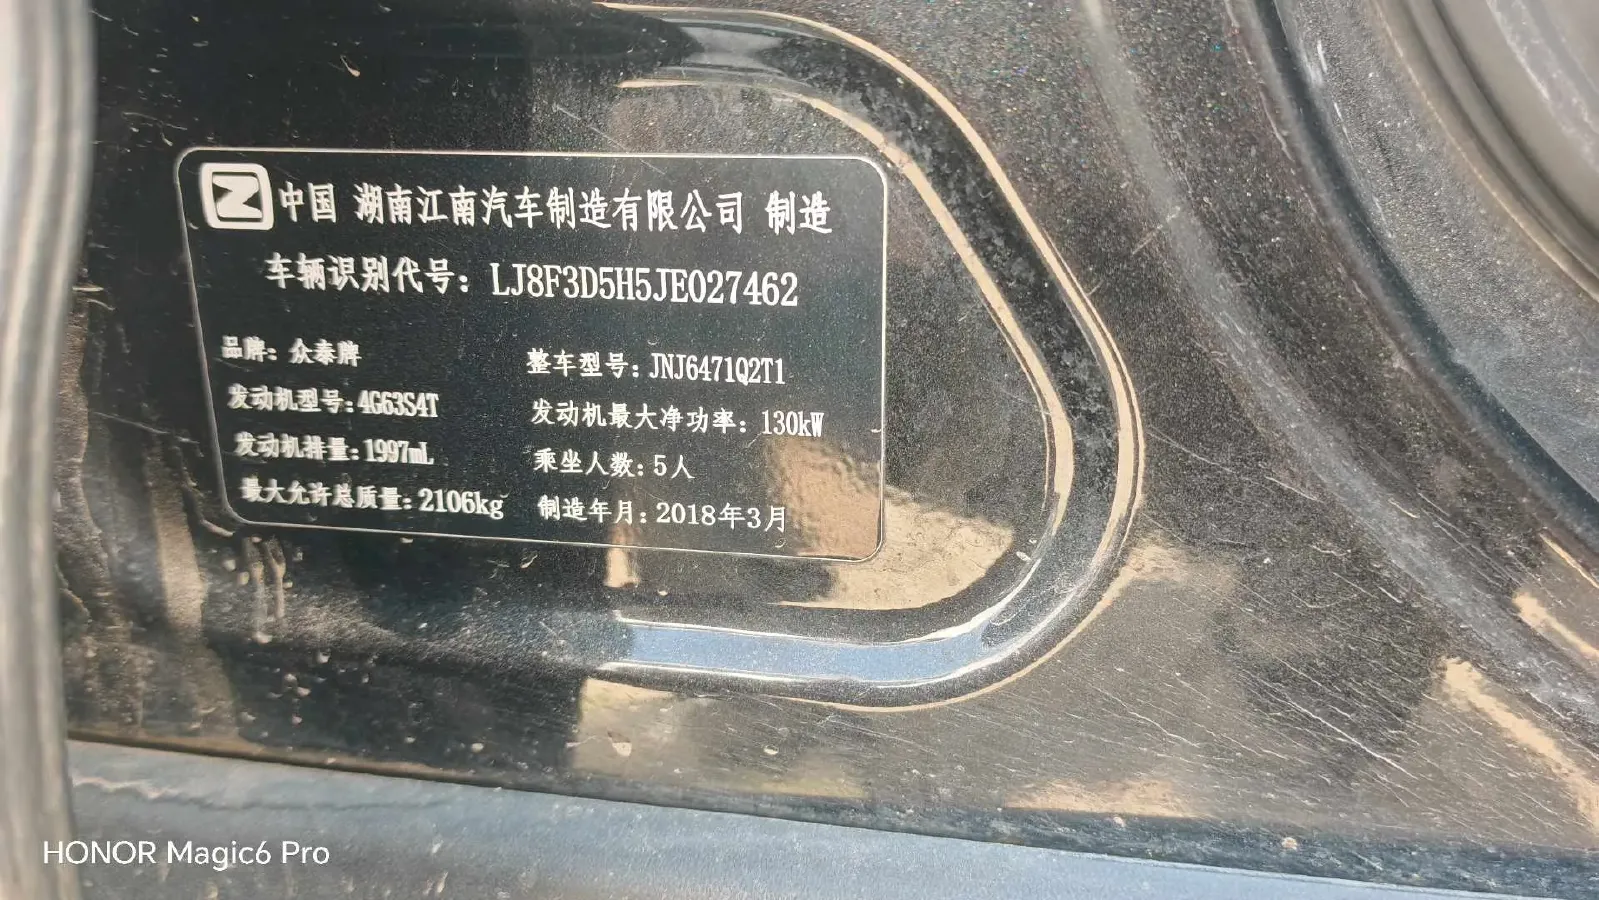 中国 湖南江南汽车制造有限公司 制造
车辆识别代号：LJ8F3D5H5JE027462
品牌：众泰牌 整车型号：JNJ6471Q2T1
发动机型号：4G63S4T 发动机最大净功率：130kW
发动机排量：1997mL 乘坐人数：5人
最大允许总质量：2106kg 制造年月：2018年3月
HONOR Magic6 Pro